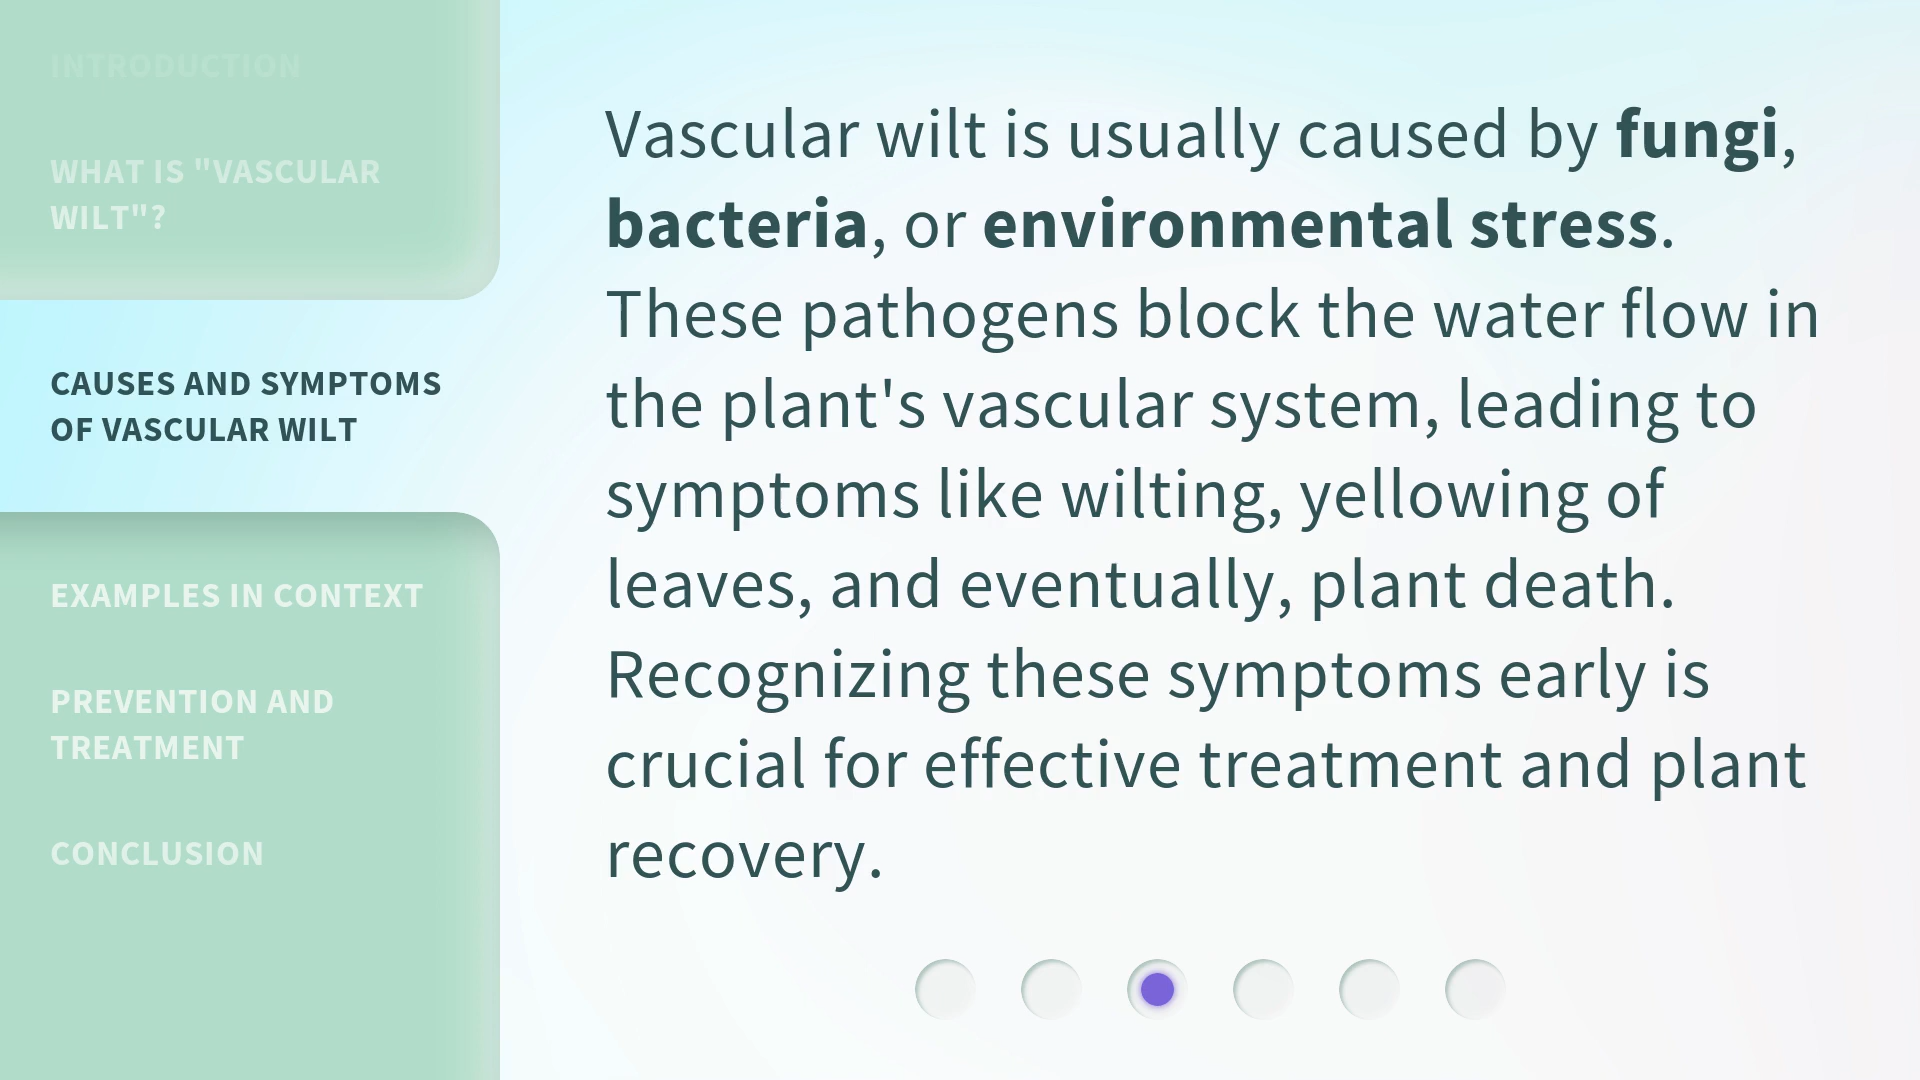 INTRODUCTION
WHAT IS "VASCULAR
WILT"?
CAUSES AND SYMPTOMS
OF VASCULAR WILT
EXAMPLES IN CONTEXT
PREVENTION AND
TREATMENT
CONCLUSION
Vascular wilt is usually caused by fungi,
bacteria, or environmental stress.
These pathogens block the water flow in
the plant's vascular system, leading to
symptoms like wilting, yellowing of
leaves, and eventually, plant death.
Recognizing these symptoms early is
crucial for effective treatment and plant
recovery.